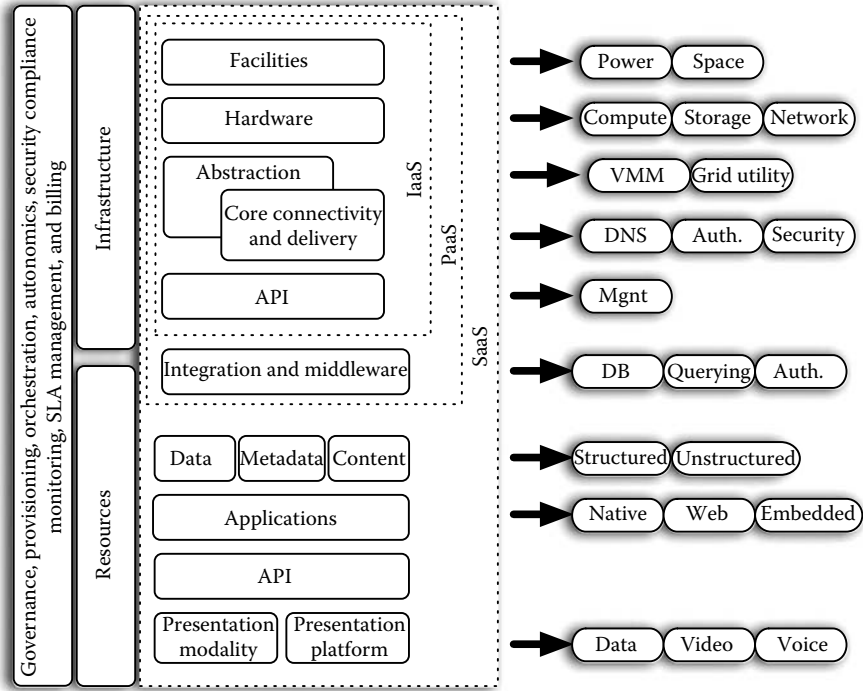 Governance, provisioning, orchestration, autonomics, security compliance
monitoring, SLA management, and billing
Infrastructure
Resources
Facilities
Hardware
Abstraction
Core connectivity
and delivery
API
IaaS
PaaS
SaaS
Integration and middleware
Data
Metadata
Content
Applications
API
Presentation
modality
Presentation
platform
Power
Space
Compute
Storage
Network
VMM
Grid utility
DNS
Auth.
Security
Mgnt
DB
Querying
Auth.
Structured
Unstructured
Native
Web
Embedded
Data
Video
Voice